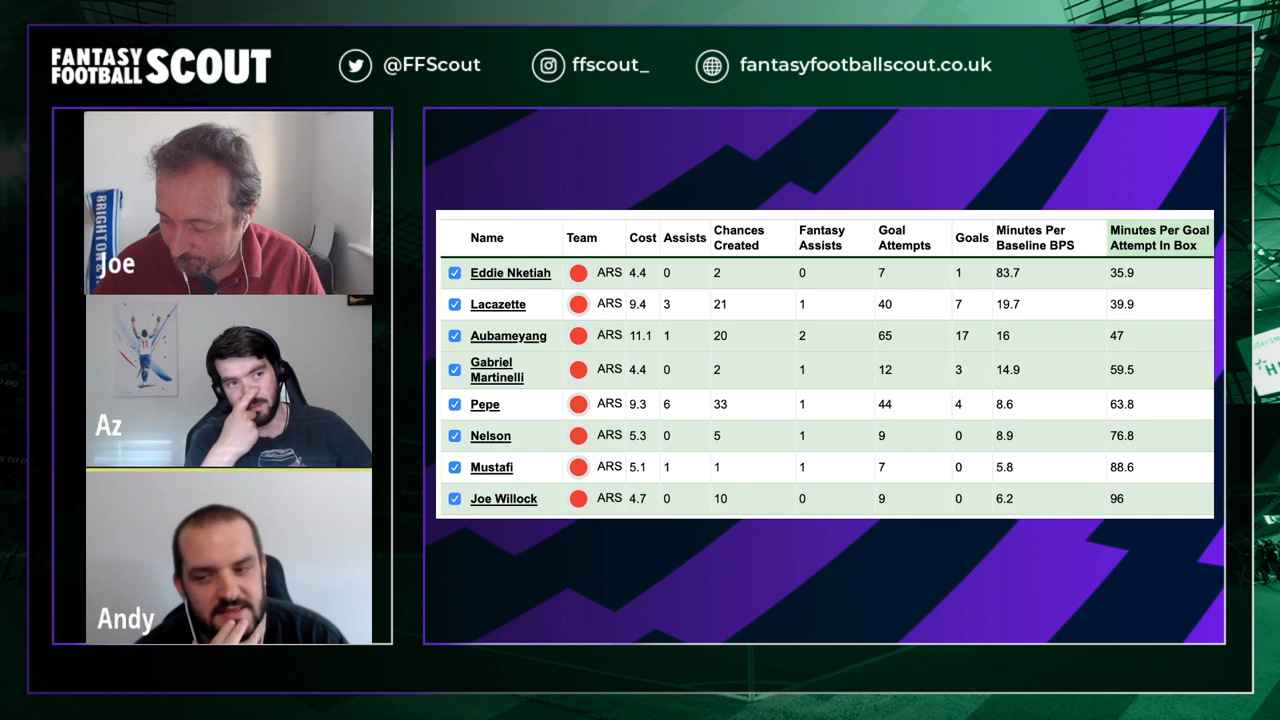 FANTASY FOOTBALL SCOUT
@FFScout
ffscout_
fantasyfootballscout.co.uk
BRIGHTON &
Joe
11
Az
Andy
Name Team Cost Assists Chances Created Fantasy Assists Goal Attempts Goals Minutes Per Baseline BPS Minutes Per Goal Attempt In Box
Eddie Nketiah ARS 4.4 0 2 0 7 1 83.7 35.9
Lacazette ARS 9.4 3 21 1 40 7 19.7 39.9
Aubameyang ARS 11.1 1 20 2 65 17 16 47
Gabriel Martinelli ARS 4.4 0 2 1 12 3 14.9 59.5
Pepe ARS 9.3 6 33 1 44 4 8.6 63.8
Nelson ARS 5.3 0 5 1 9 0 8.9 76.8
Mustafi ARS 5.1 1 1 1 7 0 5.8 88.6
Joe Willock ARS 4.7 0 10 0 9 0 6.2 96